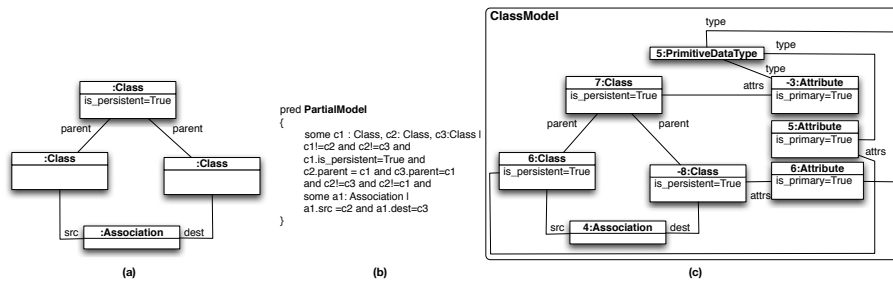 :Class
is_persistent=True
parent
parent
:Class
:Class
src
:Association
dest
(a)
pred PartialModel
{
some c1 : Class, c2: Class, c3:Class |
c1!=c2 and c2!=c3 and
c1.is_persistent=True and
c2.parent = c1 and c3.parent=c1
and c2!=c3 and c2!=c1 and
some a1: Association |
a1.src =c2 and a1.dest=c3
}
(b)
ClassModel
type
5:PrimitiveDataType
type
type
7:Class
is_persistent=True
attrs
-3:Attribute
is_primary=True
parent
parent
5:Attribute
is_primary=True
attrs
6:Class
is_persistent=True
-8:Class
is_persistent=True
attrs
6:Attribute
is_primary=True
src
4:Association
dest
(c)